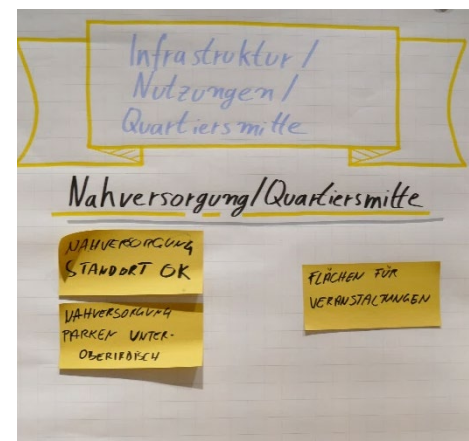 Infrastruktur /
Nutzungen /
Quartiersmitte
Nahversorgung/Quartiersmitte
NAHVERSORGUNG
STANDORT OK
NAHVERSORGUNG
PARKEN UNTER-
OBERIRDISCH
FLÄCHEN FÜR
VERANSTALTUNGEN